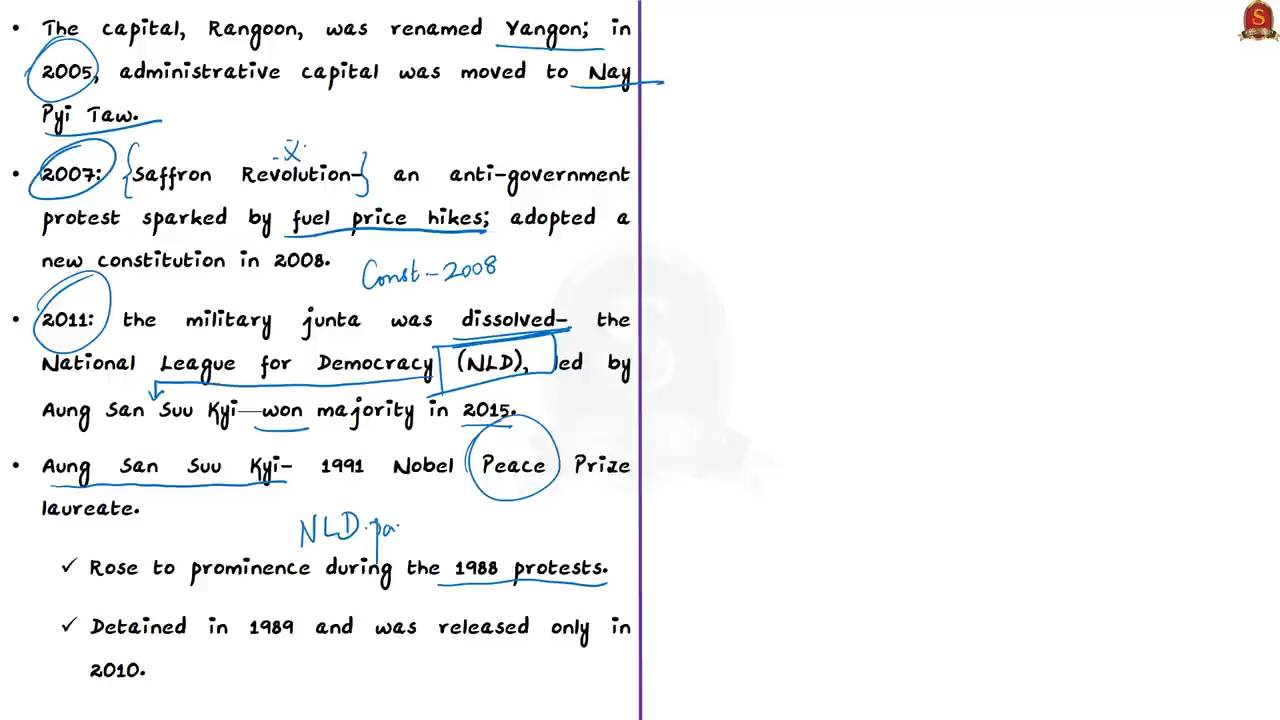 • The capital, Rangoon, was renamed Yangon; in
2005, administrative capital was moved to Nay
Pyi Taw.
• 2007: {Saffron Revolution-} an anti-government
protest sparked by fuel price hikes; adopted a
new constitution in 2008.
Const-2008
• 2011: the military junta was dissolved- the
National League for Democracy (NLD), led by
Aung San Suu Kyi—won majority in 2015.
• Aung San Suu Kyi- 1991 Nobel Peace Prize
laureate.
NLD pa
✓ Rose to prominence during the 1988 protests.
✓ Detained in 1989 and was released only in
2010.
S